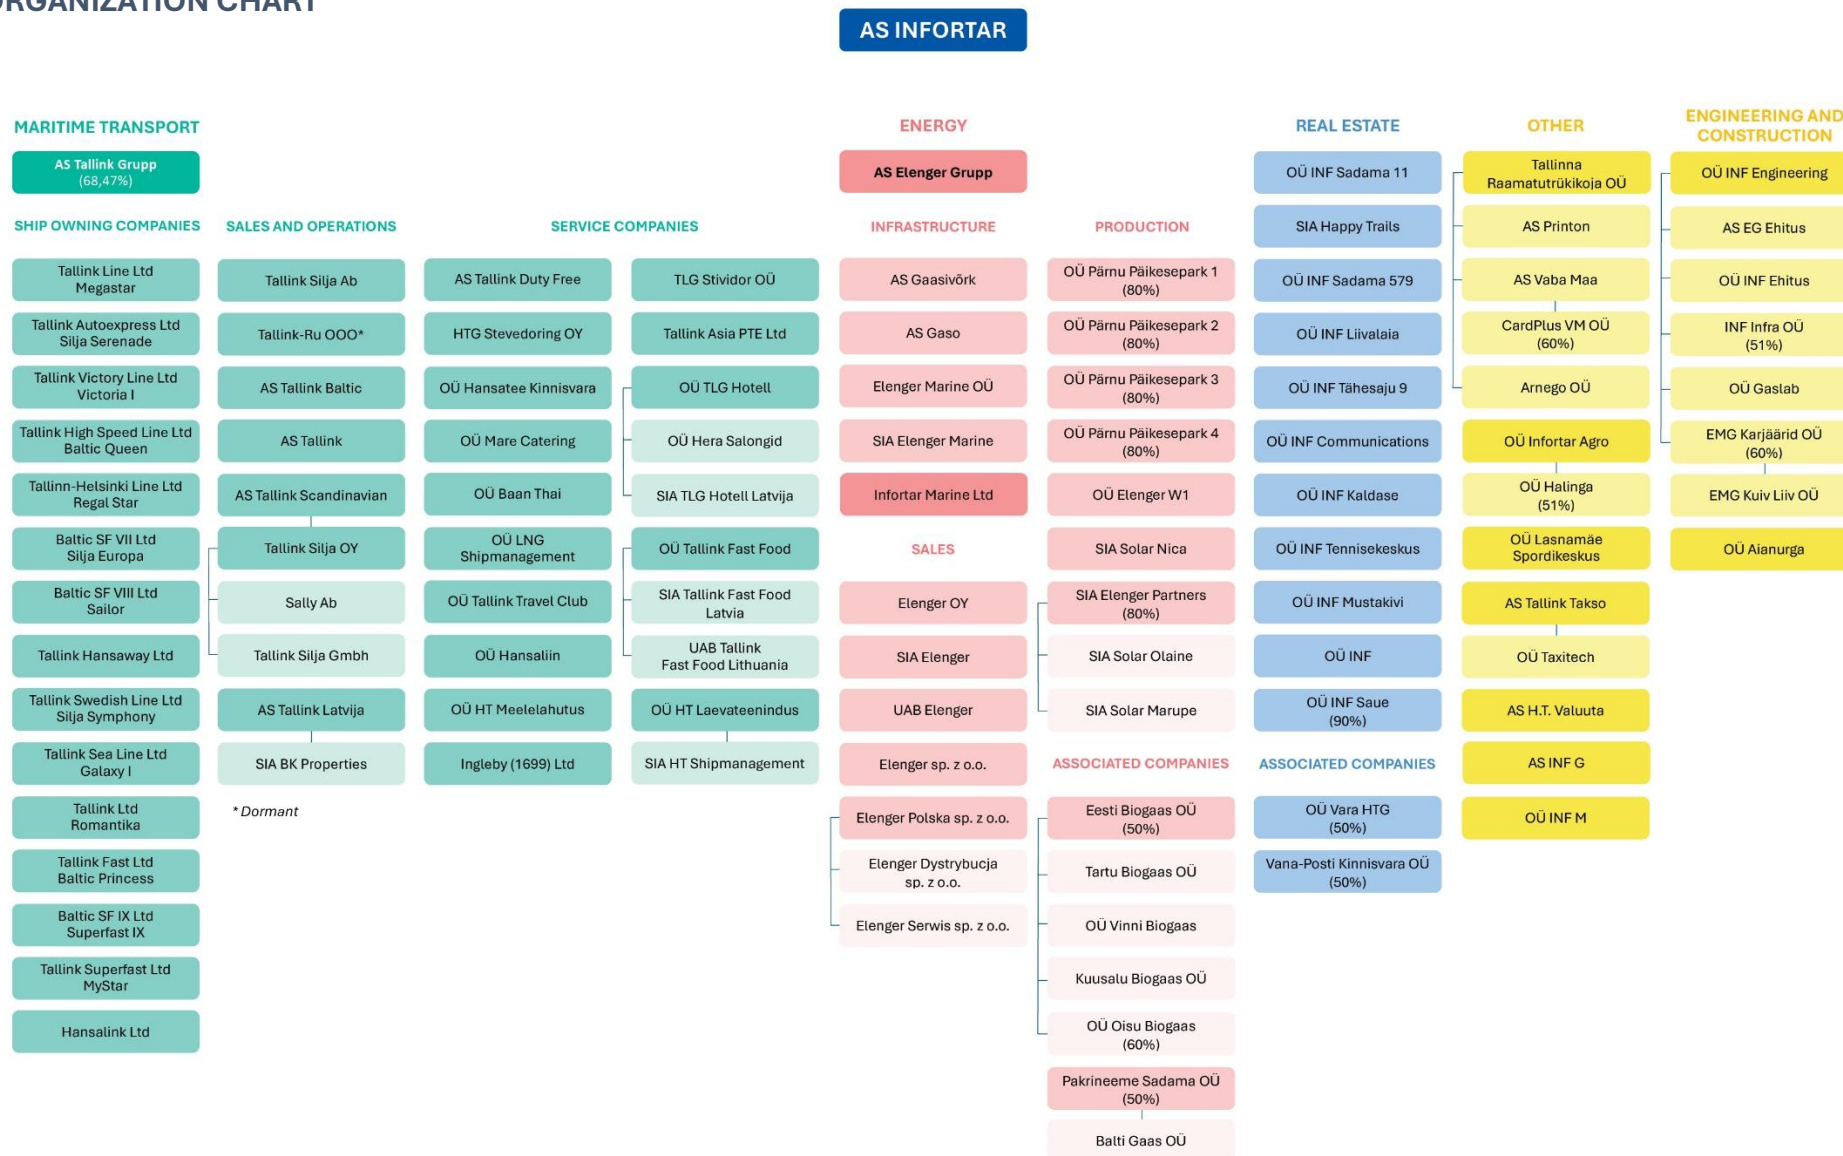 ORGANIZATION CHART
AS INFORTAR
MARITIME TRANSPORT
AS Tallink Grupp
(68,47%)
SHIP OWNING COMPANIES
Tallink Line Ltd
Megastar
Tallink Autoexpress Ltd
Silja Serenade
Tallink Victory Line Ltd
Victoria I
Tallink High Speed Line Ltd
Baltic Queen
Tallinn-Helsinki Line Ltd
Regal Star
Baltic SF VII Ltd
Silja Europa
Baltic SF VIII Ltd
Sailor
Tallink Hansaway Ltd
Tallink Swedish Line Ltd
Silja Symphony
Tallink Sea Line Ltd
Galaxy I
Tallink Ltd
Romantika
Tallink Fast Ltd
Baltic Princess
Baltic SF IX Ltd
Superfast IX
Tallink Superfast Ltd
MyStar
Hansalink Ltd
SALES AND OPERATIONS
Tallink Silja Ab
Tallink-Ru OOO*
AS Tallink Baltic
AS Tallink
AS Tallink Scandinavian
Tallink Silja OY
Sally Ab
Tallink Silja Gmbh
AS Tallink Latvija
SIA BK Properties
* Dormant
SERVICE COMPANIES
AS Tallink Duty Free
HTG Stevedoring OY
OÜ Hansatee Kinnisvara
OÜ Mare Catering
OÜ Baan Thai
OÜ LNG
Shipmanagement
OÜ Tallink Travel Club
OÜ Hansaliin
OÜ HT Meelelahutus
Ingleby (1699) Ltd
TLG Stividor OÜ
Tallink Asia PTE Ltd
OÜ TLG Hotell
OÜ Hera Salongid
SIA TLG Hotell Latvija
OÜ Tallink Fast Food
SIA Tallink Fast Food
Latvia
UAB Tallink
Fast Food Lithuania
OÜ HT Laevateenindus
SIA HT Shipmanagement
ENERGY
AS Elenger Grupp
INFRASTRUCTURE
AS Gaasivõrk
AS Gaso
Elenger Marine OÜ
SIA Elenger Marine
Infortar Marine Ltd
SALES
Elenger OY
SIA Elenger
UAB Elenger
Elenger sp. z o.o.
Elenger Polska sp. z o.o.
Elenger Dystrybucja
sp. z o.o.
Elenger Serwis sp. z o.o.
PRODUCTION
OÜ Pärnu Päikesepark 1
(80%)
OÜ Pärnu Päikesepark 2
(80%)
OÜ Pärnu Päikesepark 3
(80%)
OÜ Pärnu Päikesepark 4
(80%)
OÜ Elenger W1
SIA Solar Nica
SIA Elenger Partners
(80%)
SIA Solar Olaine
SIA Solar Marupe
ASSOCIATED COMPANIES
Eesti Biogaas OÜ
(50%)
Tartu Biogaas OÜ
OÜ Vinni Biogaas
Kuusalu Biogaas OÜ
OÜ Oisu Biogaas
(60%)
Pakrineeme Sadama OÜ
(50%)
Balti Gaas OÜ
REAL ESTATE
OÜ INF Sadama 11
SIA Happy Trails
OÜ INF Sadama 579
OÜ INF Liivalaia
OÜ INF Tähesaju 9
OÜ INF Communications
OÜ INF Kaldase
OÜ INF Tennisekeskus
OÜ INF Mustakivi
OÜ INF
OÜ INF Saue
(90%)
ASSOCIATED COMPANIES
OÜ Vara HTG
(50%)
Vana-Posti Kinnisvara OÜ
(50%)
OTHER
Tallinna
Raamatutrükikoja OÜ
AS Printon
AS Vaba Maa
CardPlus VM OÜ
(60%)
Arnego OÜ
OÜ Infortar Agro
OÜ Halinga
(51%)
OÜ Lasnamäe
Spordikeskus
AS Tallink Takso
OÜ Taxitech
AS H.T. Valuuta
AS INF G
OÜ INF M
ENGINEERING AND
CONSTRUCTION
OÜ INF Engineering
AS EG Ehitus
OÜ INF Ehitus
INF Infra OÜ
(51%)
OÜ Gaslab
EMG Karjäärid OÜ
(60%)
EMG Kuiv Liiv OÜ
OÜ Aianurga